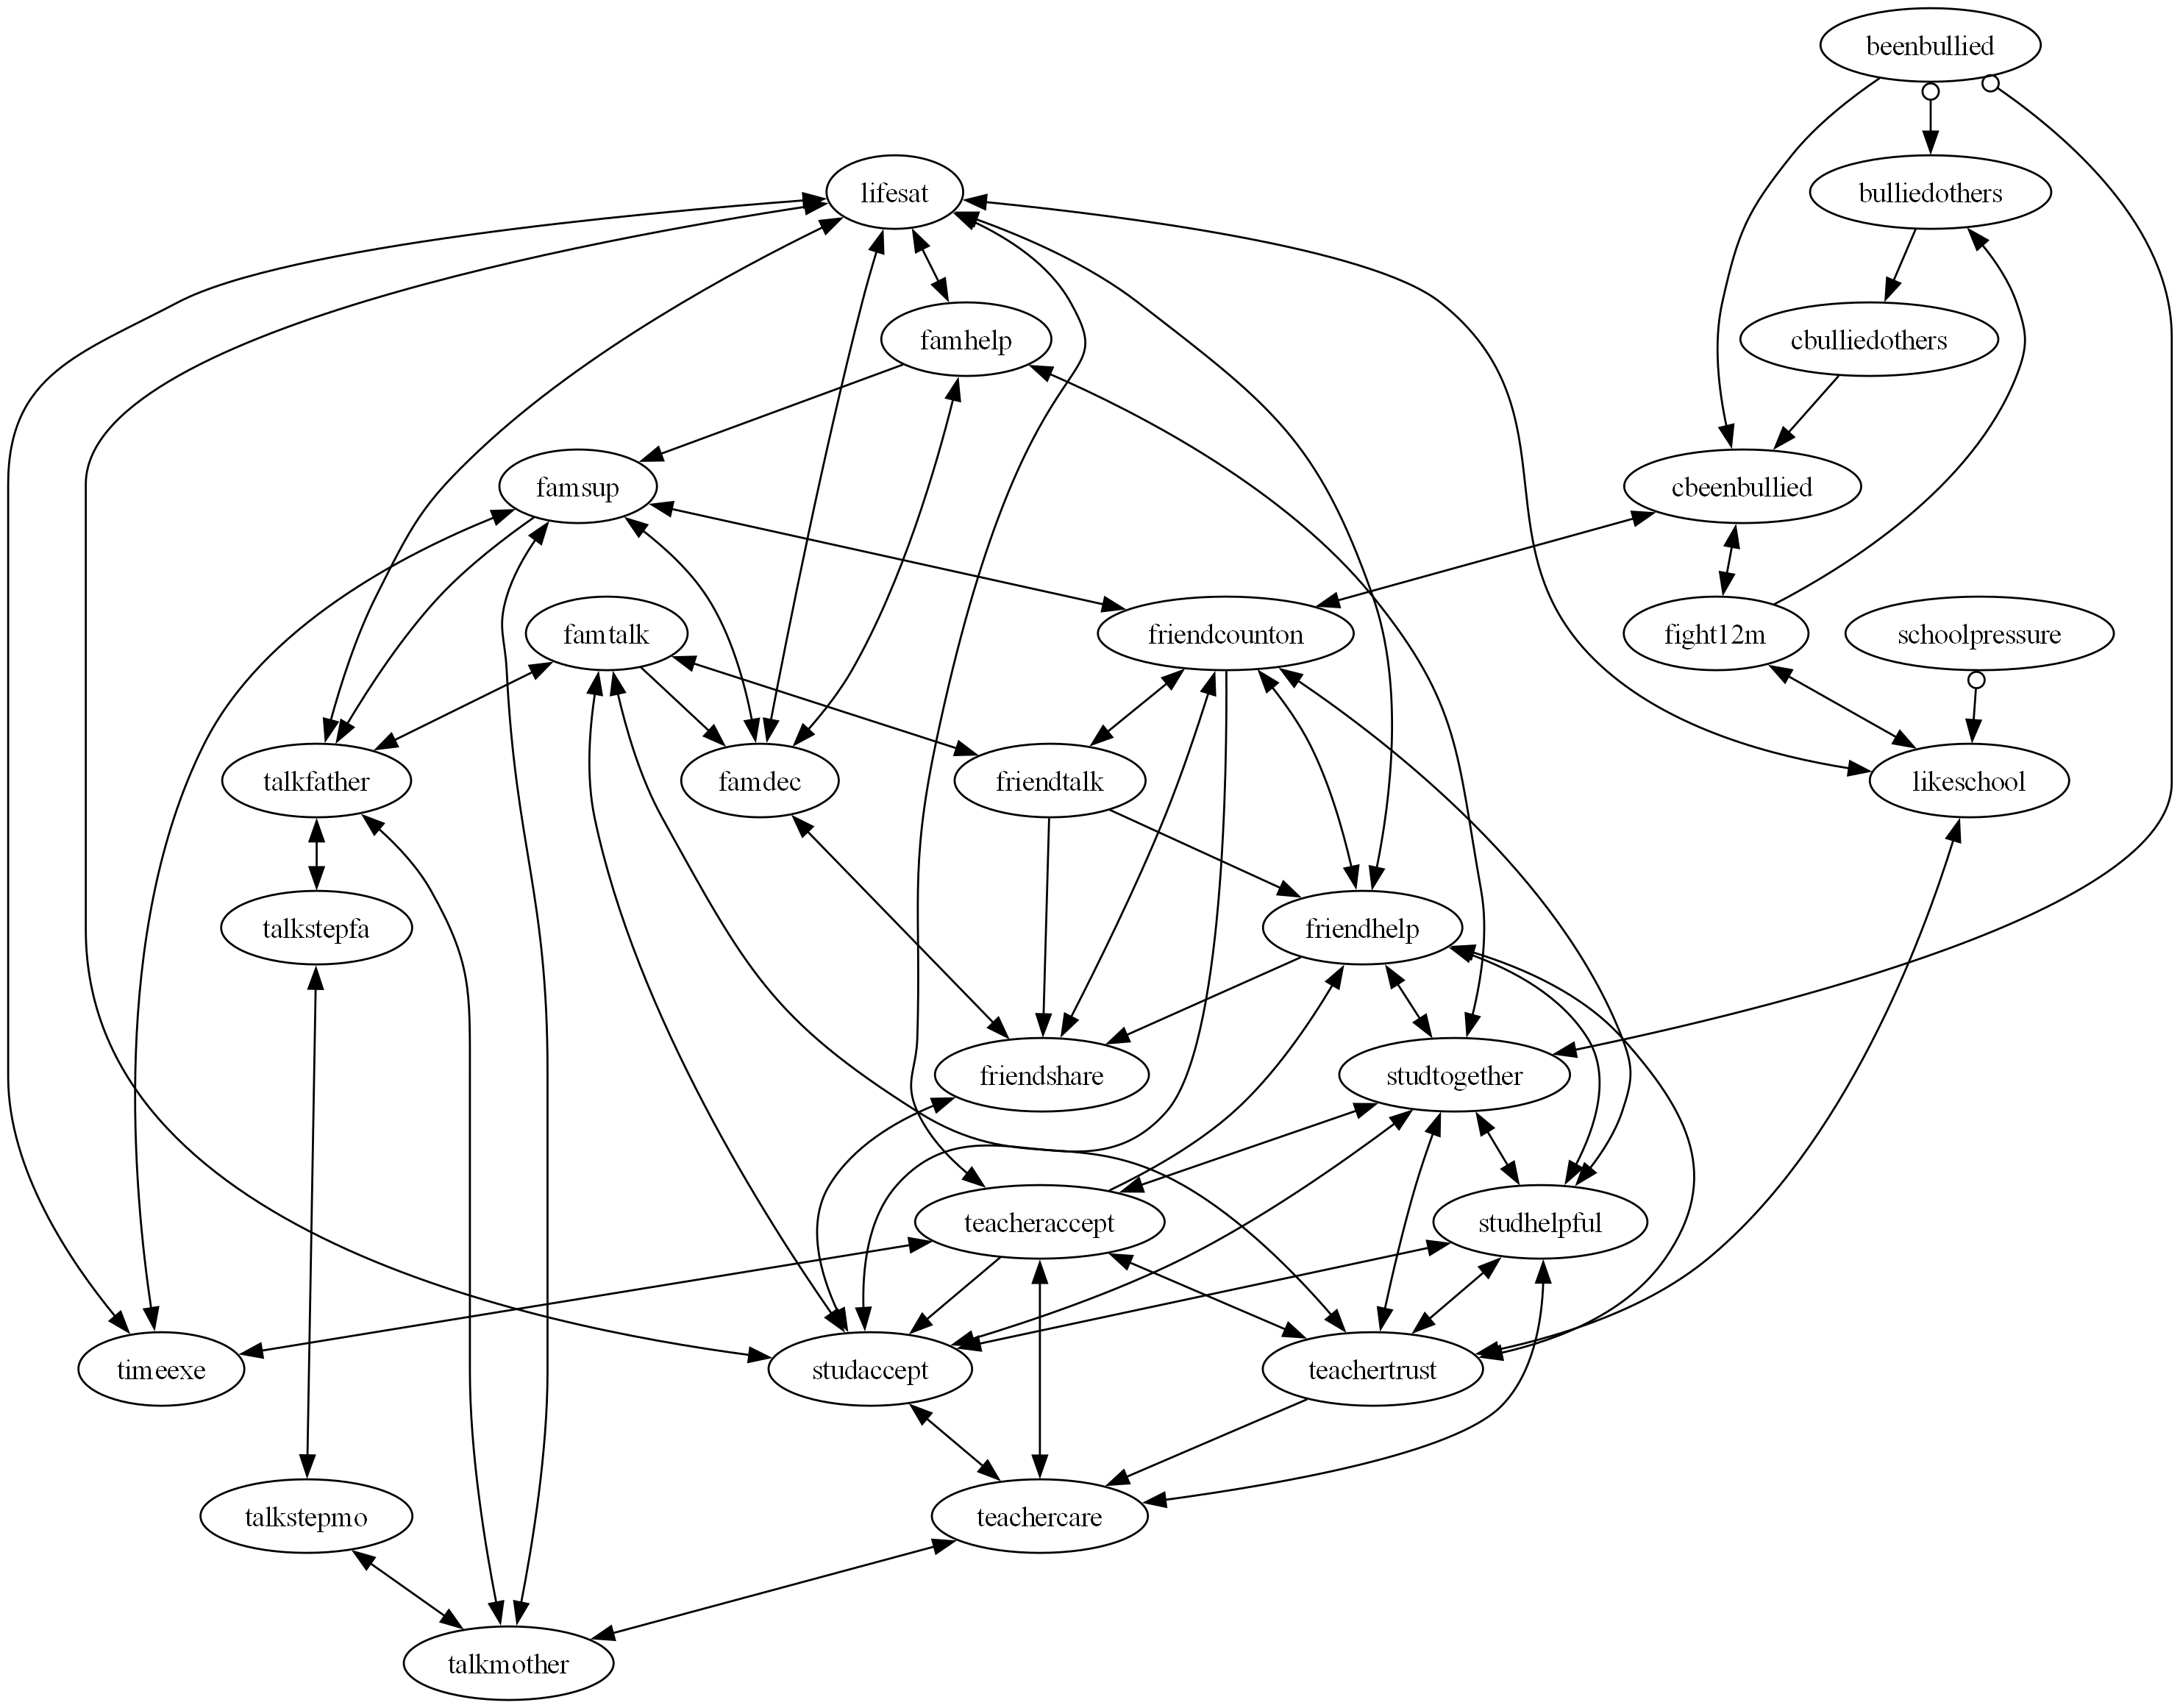 beenbullied
lifesat
bulliedothers
famhelp
cbulliedothers
famsup
cbeenbullied
famtalk
friendcounton
fight12m
schoolpressure
talkfather
famdec
friendtalk
likeschool
talkstepfa
friendhelp
friendshare
studtogether
teacheraccept
studhelpful
timeexe
studaccept
teachertrust
talkstepmo
teachercare
talkmother